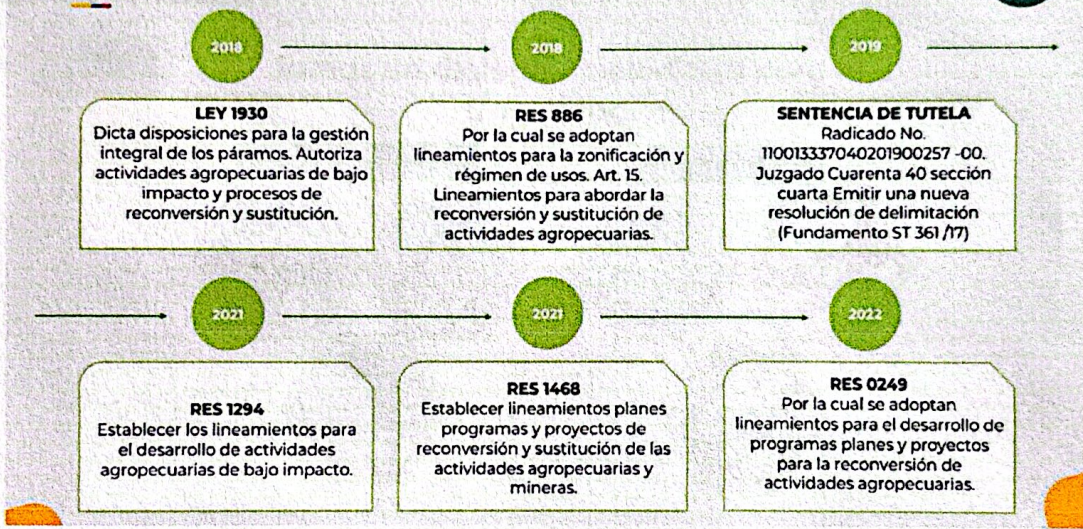 2018
2018
2019
LEY 1930
Dicta disposiciones para la gestión
integral de los páramos. Autoriza
actividades agropecuarias de bajo
impacto y procesos de
reconversión y sustitución.
RES 886
Por la cual se adoptan
lineamientos para la zonificación y
régimen de usos. Art. 15.
Lineamientos para abordar la
reconversión y sustitución de
actividades agropecuarias.
SENTENCIA DE TUTELA
Radicado No.
11001333704020190025​7 -00.
Juzgado Cuarenta 40 sección
cuarta Emitir una nueva
resolución de delimitación
(Fundamento ST 361 /17)
2021
2021
2022
RES 1294
Establecer los lineamientos para
el desarrollo de actividades
agropecuarias de bajo impacto.
RES 1468
Establecer lineamientos planes
programas y proyectos de
reconversión y sustitución de las
actividades agropecuarias y
mineras.
RES 0249
Por la cual se adoptan
lineamientos para el desarrollo de
programas planes y proyectos
para la reconversión de
actividades agropecuarias.